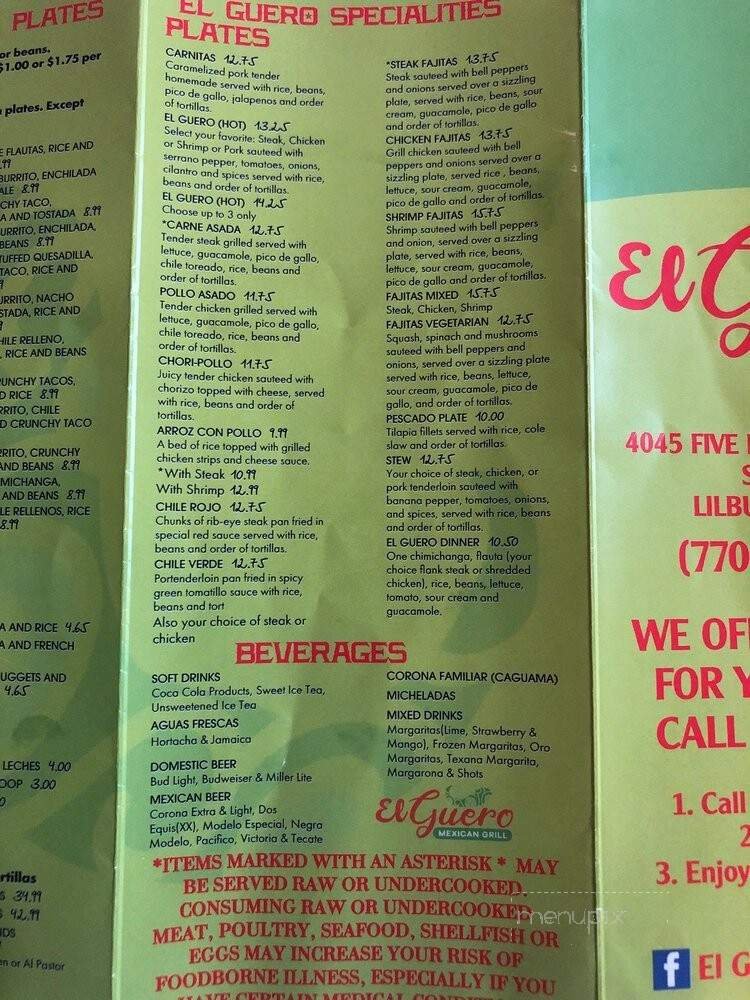 PLATES
or beans.
$1.00 or $1.75 per
plates. Except
E FLAUTAS, RICE AND
.99
BURRITO, ENCHILADA
ALE 8.99
CHY TACO,
A AND TOSTADA 8.99
URRITO, ENCHILADA,
BEANS 8.99
TUFFED QUESADILLA,
TACO, RICE AND
URRITO, NACHO
STADA, RICE AND
HILE RELLENO,
, RICE AND BEANS
RUNCHY TACOS,
D RICE 8.99
RRITO, CHILE
D CRUNCHY TACO
RRITO, CRUNCHY
AND BEANS 8.99
MICHANGA,
AND BEANS 8.99
LE RELLENOS, RICE
8.99
A AND RICE 4.65
A AND FRENCH
NUGGETS AND
4.65
LECHES 4.00
OOP 3.00
0
rtillas
S 34.99
S 42.99
NDS
en or Al Pastor
EL GUERO SPECIALITIES
PLATES
CARNITAS 12.75
Caramelized pork tender
homemade served with rice, beans,
pico de gallo, jalapenos and order
of tortillas.
EL GUERO (HOT) 13.25
Select your favorite: Steak, Chicken
or Shrimp or Pork sauteed with
serrano pepper, tomatoes, onions,
cilantro and spices served with rice,
beans and order of tortillas.
EL GUERO (HOT) 14.25
Choose up to 3 only
*CARNE ASADA 12.75
Tender steak grilled served with
lettuce, guacamole, pico de gallo,
chile toreado, rice, beans and
order of tortillas.
POLLO ASADO 11.75
Tender chicken grilled served with
lettuce, guacamole, pico de gallo,
chile toreado, rice, beans and
order of tortillas.
CHORI-POLLO 11.75
Juicy tender chicken sauteed with
chorizo topped with cheese, served
with rice, beans and order of
tortillas.
ARROZ CON POLLO 9.99
A bed of rice topped with grilled
chicken strips and cheese sauce.
*With Steak 10.99
With Shrimp 12.99
CHILE ROJO 12.75
Chunks of rib-eye steak pan fried in
special red sauce served with rice,
beans and order of tortillas.
CHILE VERDE 12.75
Portenderloin pan fried in spicy
green tomatillo sauce with rice,
beans and tort
Also your choice of steak or
chicken
*STEAK FAJITAS 13.75
Steak sauteed with bell peppers
and onions served over a sizzling
plate, served with rice, beans, sour
cream, guacamole, pico de gallo
and order of tortillas.
CHICKEN FAJITAS 13.75
Grill chicken sauteed with bell
peppers and onions served over a
sizzling plate, served rice , beans,
lettuce, sour cream, guacamole,
pico de gallo and order of tortillas.
SHRIMP FAJITAS 15.75
Shrimp sauteed with bell peppers
and onion, served over a sizzling
plate, served with rice, beans,
lettuce, sour cream, guacamole,
pico de gallo and order of tortillas.
FAJITAS MIXED 15.75
Steak, Chicken, Shrimp
FAJITAS VEGETARIAN 12.75
Squash, spinach and mushrooms
sauteed with bell peppers and
onions, served over a sizzling plate
served with rice, beans, lettuce,
sour cream, guacamole, pico de
gallo, and order of tortillas.
PESCADO PLATE 10.00
Tilapia fillets served with rice, cole
slaw and order of tortillas.
STEW 12.75
Your choice of steak, chicken, or
pork tenderloin sauteed with
banana pepper, tomatoes, onions,
and spices, served with rice, beans
and order of tortillas.
EL GUERO DINNER 10.50
One chimichanga, flauta (your
choice flank steak or shredded
chicken), rice, beans, lettuce,
tomato, sour cream and
guacamole.
BEVERAGES
SOFT DRINKS
Coca Cola Products, Sweet Ice Tea,
Unsweetened Ice Tea
AGUAS FRESCAS
Hortacha & Jamaica
DOMESTIC BEER
Bud Light, Budweiser & Miller Lite
MEXICAN BEER
Corona Extra & Light, Dos
Equis(XX), Modelo Especial, Negra
Modelo, Pacifico, Victoria & Tecate
CORONA FAMILIAR (CAGUAMA)
MICHELADAS
MIXED DRINKS
Margaritas(Lime, Strawberry &
Mango), Frozen Margaritas, Oro
Margaritas, Texana Margarita,
Margarona & Shots
El Guero
MEXICAN GRILL
*ITEMS MARKED WITH AN ASTERISK * MAY
BE SERVED RAW OR UNDERCOOKED.
CONSUMING RAW OR UNDERCOOKED
MEAT, POULTRY, SEAFOOD, SHELLFISH OR
EGGS MAY INCREASE YOUR RISK OF
FOODBORNE ILLNESS, ESPECIALLY IF YOU
HAVE CERTAIN MEDICAL CONDITI
menupix
El G
4045 FIVE
S
LILBU
(770
WE OF
FOR Y
CALL
1. Call
2
3. Enjoy
El G